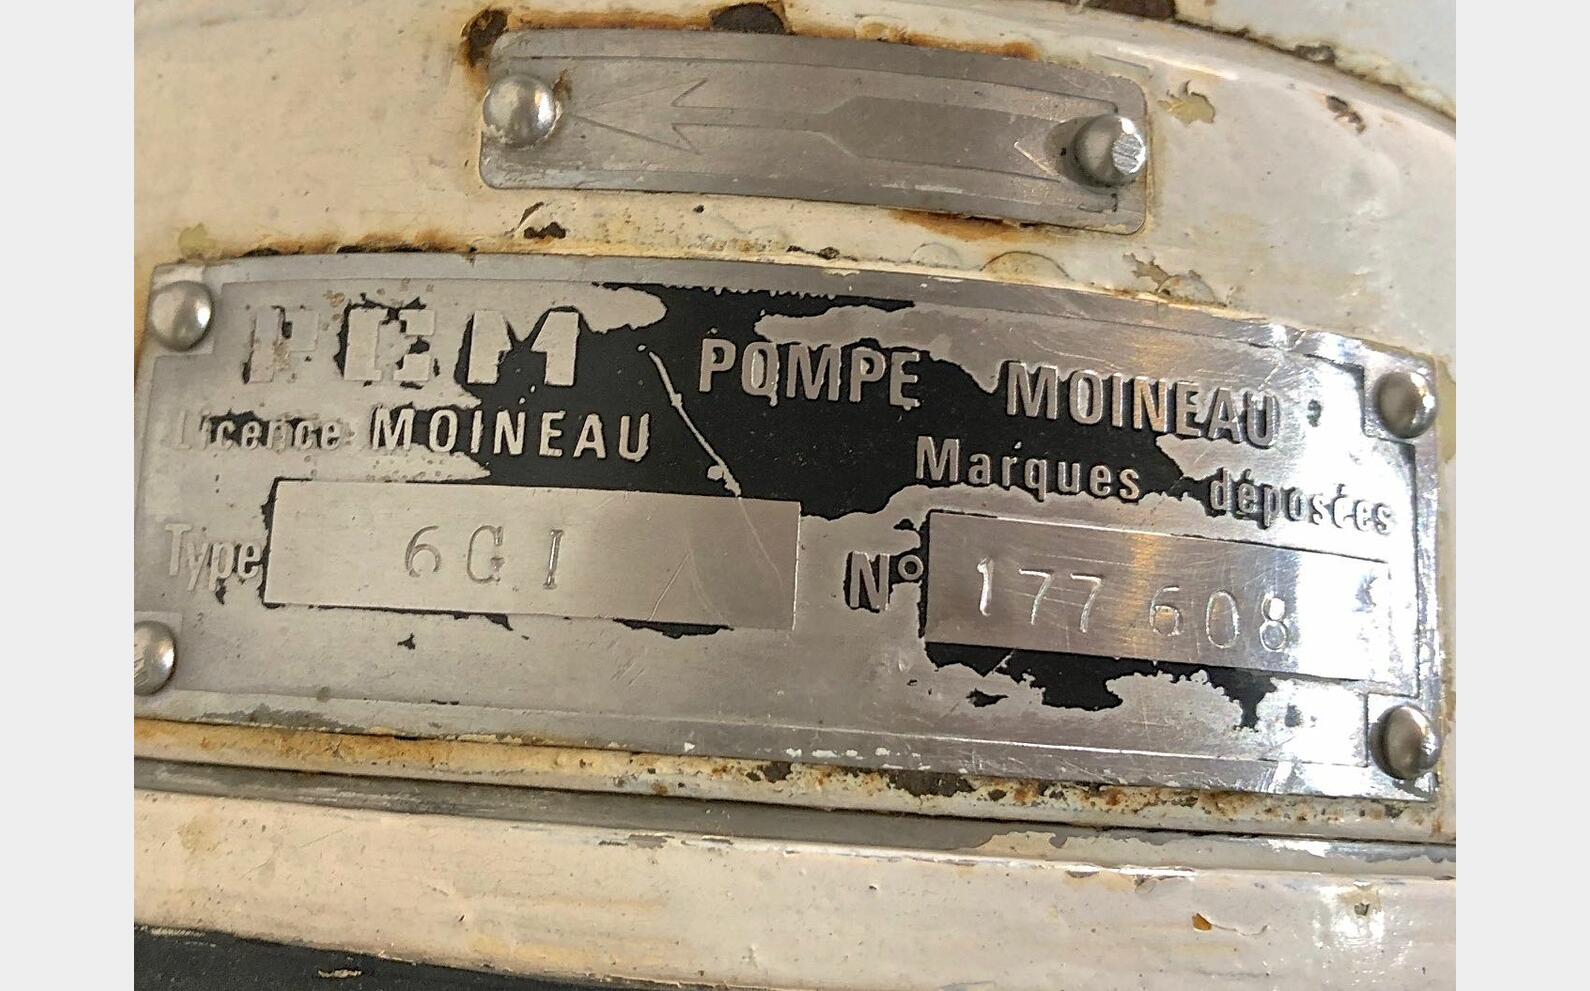 PCM POMPE MOINEAU
Licence MOINEAU Marques déposées
Type 6GI N° 177 608